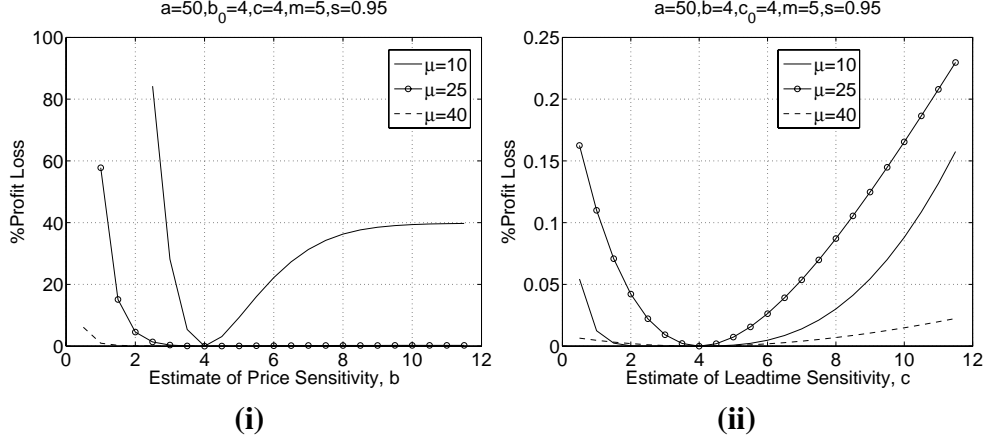 a=50,b₀=4,c=4,m=5,s=0.95
%Profit Loss
100
80
60
40
20
0
μ=10
μ=25
μ=40
0 2 4 6 8 10 12
Estimate of Price Sensitivity, b
(i)
a=50,b=4,c₀=4,m=5,s=0.95
%Profit Loss
0.25
0.2
0.15
0.1
0.05
0
μ=10
μ=25
μ=40
0 2 4 6 8 10 12
Estimate of Leadtime Sensitivity, c
(ii)